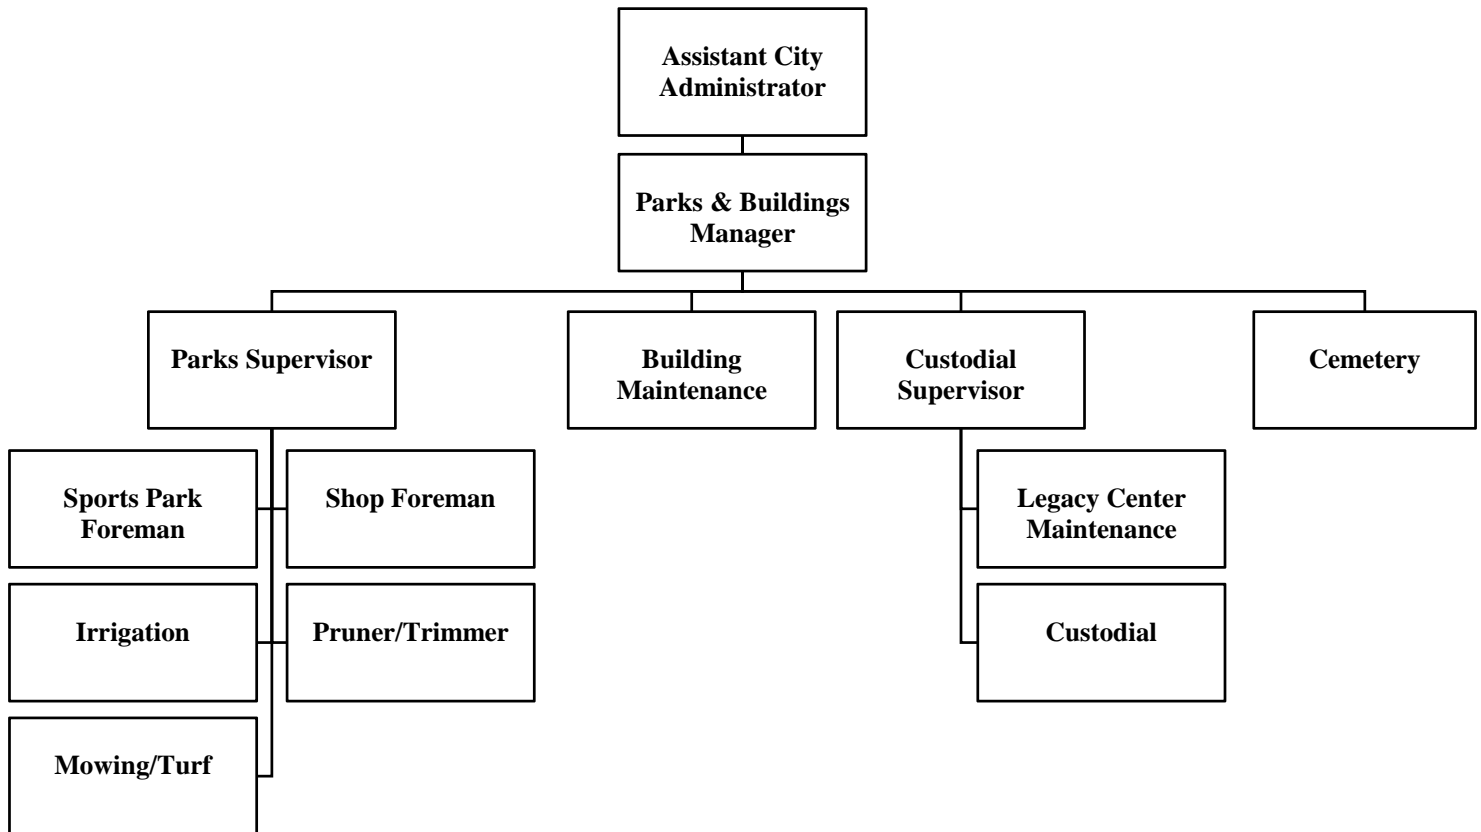 Assistant City
Administrator
Parks & Buildings
Manager
Parks Supervisor
Building
Maintenance
Custodial
Supervisor
Cemetery
Sports Park
Foreman
Shop Foreman
Legacy Center
Maintenance
Irrigation
Pruner/Trimmer
Custodial
Mowing/Turf